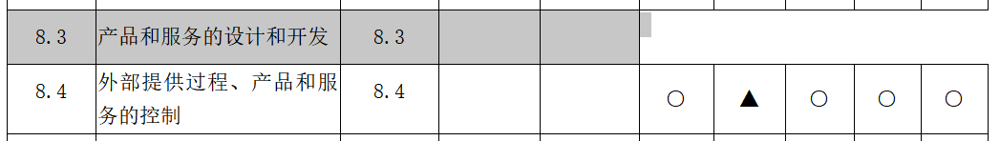 8.3 产品和服务的设计和开发 8.3
8.4 外部提供过程、产品和服 8.4 ○ ▲ ○ ○ ○
务的控制